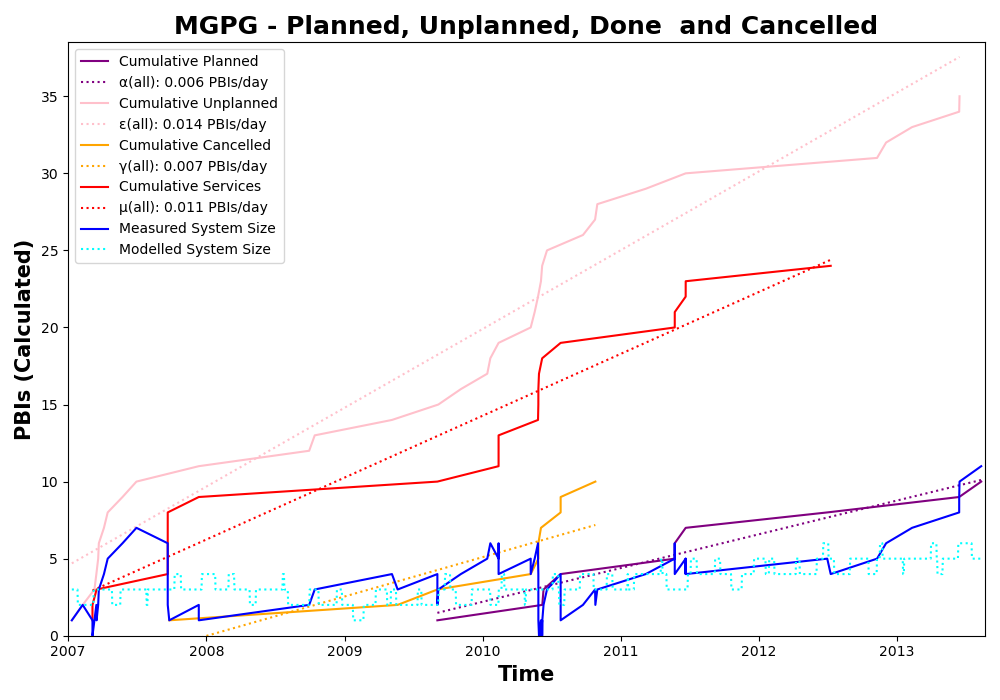 MGPG - Planned, Unplanned, Done  and Cancelled
Cumulative Planned
α(all): 0.006 PBIs/day
Cumulative Unplanned
ε(all): 0.014 PBIs/day
Cumulative Cancelled
γ(all): 0.007 PBIs/day
Cumulative Services
μ(all): 0.011 PBIs/day
Measured System Size
Modelled System Size
PBIs (Calculated)
35
30
25
20
15
10
5
0
2007 2008 2009 2010 2011 2012 2013
Time